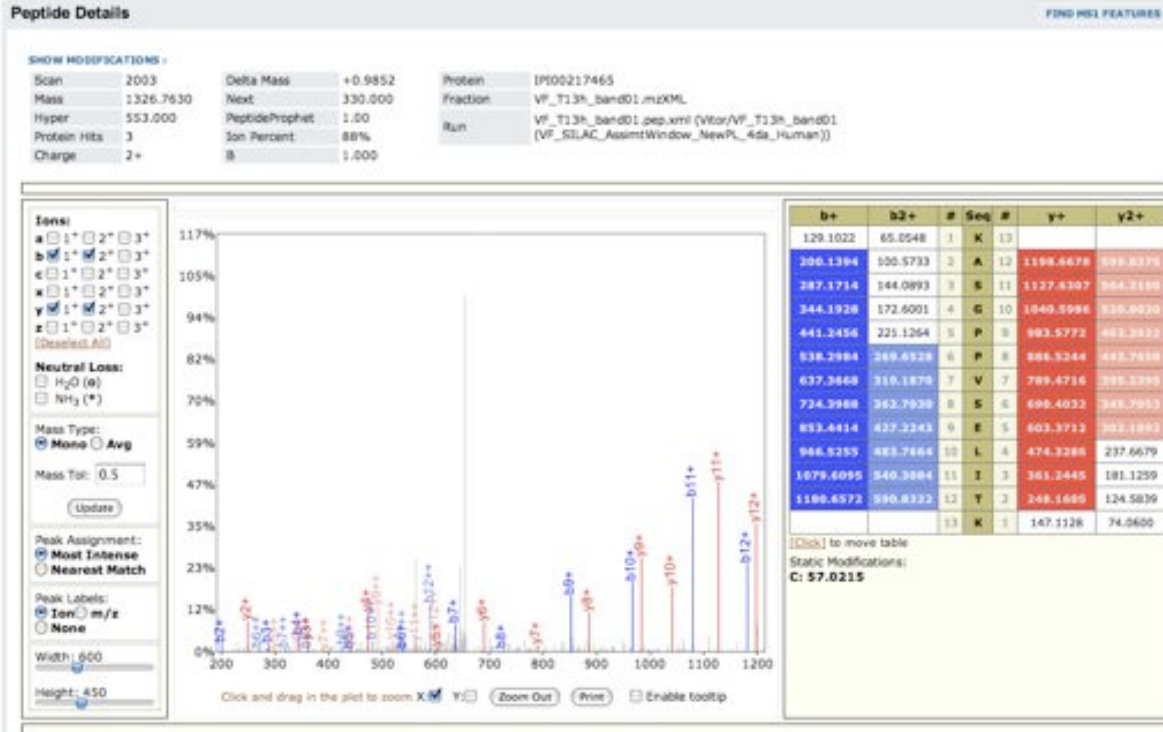 Peptide Details
FIND MS1 FEATURES
SHOW MODIFICATIONS ›
Scan 2003 Delta Mass +0.9852 Protein IPI00217465
Mass 1326.7630 Next 330.000 Fraction VF_T13h_band01.mzXML
Hyper 553.000 PeptideProphet 1.00 Run VF_T13h_band01.pep.xml (Vitor/VF_T13h_band01
Protein Hits 3 Ion Percent 88% (VF_SILAC_AssimtWindow_NewPL_4da_Human))
Charge 2+ B 1.000
Ions:
a 1+ 2+ 3+
b 1+ 2+ 3+
c 1+ 2+ 3+
x 1+ 2+ 3+
y 1+ 2+ 3+
z 1+ 2+ 3+
[Deselect All]
Neutral Loss:
H2O (o)
NH3 (*)
Mass Type:
Mono Avg
Mass Tol: 0.5
Update
Peak Assignment:
Most Intense
Nearest Match
Peak Labels:
Ion m/z
None
Width: 600
Height: 450
117%
105%
94%
82%
70%
59%
47%
35%
23%
12%
0%
b2+ y2+ b7+ y6+ b8+ y7+ b9+ y8+ b10+ y9+ y10+ b11+ y11+ b12+ y12+
200 300 400 500 600 700 800 900 1000 1100 1200
Click and drag in the plot to zoom X: Y: Zoom Out Print Enable tooltip
b+ b2+ # Seq # y+ y2+
129.1022 65.0548 1 K 13
200.1394 100.5733 2 A 12 1198.6678
287.1714 144.0893 3 S 11 1127.6307
344.1928 172.6001 4 G 10 1040.5986
441.2456 221.1264 5 P 9 983.5772
538.2984 269.6528 6 P 8 886.5244
637.3668 319.1870 7 V 7 789.4716
724.3988 362.7030 8 S 6 690.4032
853.4414 427.2243 9 E 5 603.3712
966.5255 483.7664 10 L 4 474.3286 237.6679
1079.6095 540.3084 11 I 3 361.2445 181.1259
1180.6572 590.8322 12 T 2 248.1605 124.5839
13 K 1 147.1128 74.0600
[Click] to move table
Static Modifications:
C: 57.0215